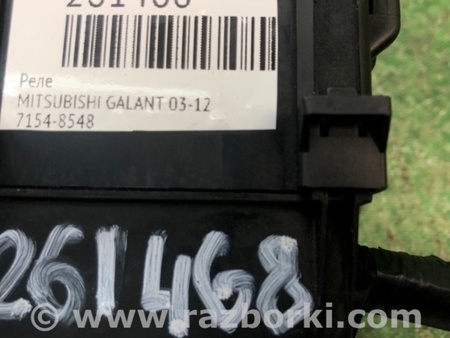 Реле
MITSUBISHI GALANT 03-12
7154-8548
261468
© www.razborki.com